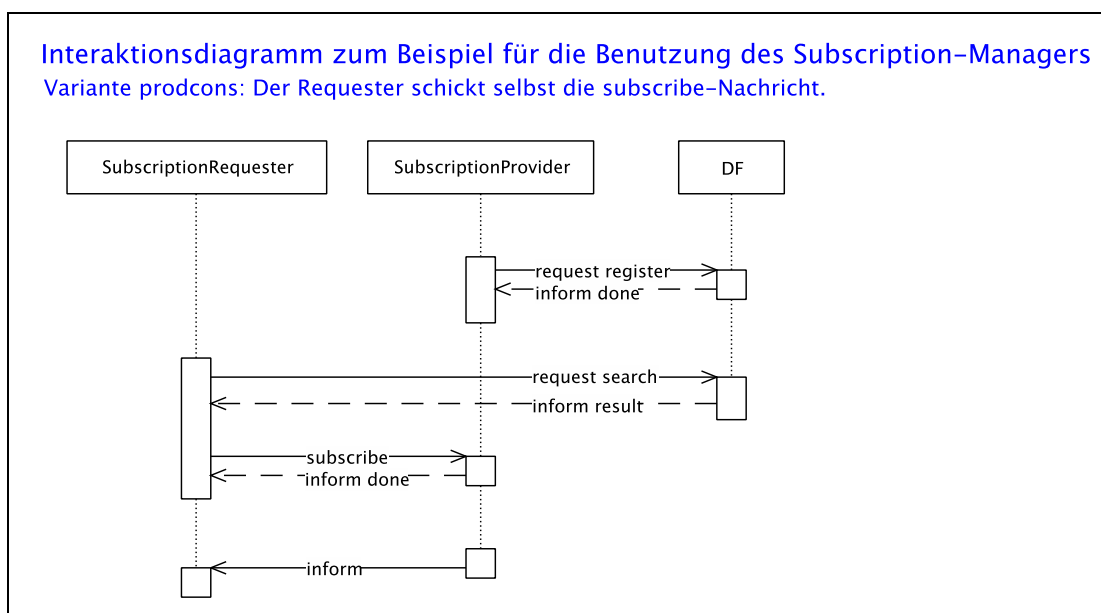 Interaktionsdiagramm zum Beispiel für die Benutzung des Subscription-Managers
Variante prodcons: Der Requester schickt selbst die subscribe-Nachricht.
SubscriptionRequester
SubscriptionProvider
DF
request register
inform done
request search
inform result
subscribe
inform done
inform